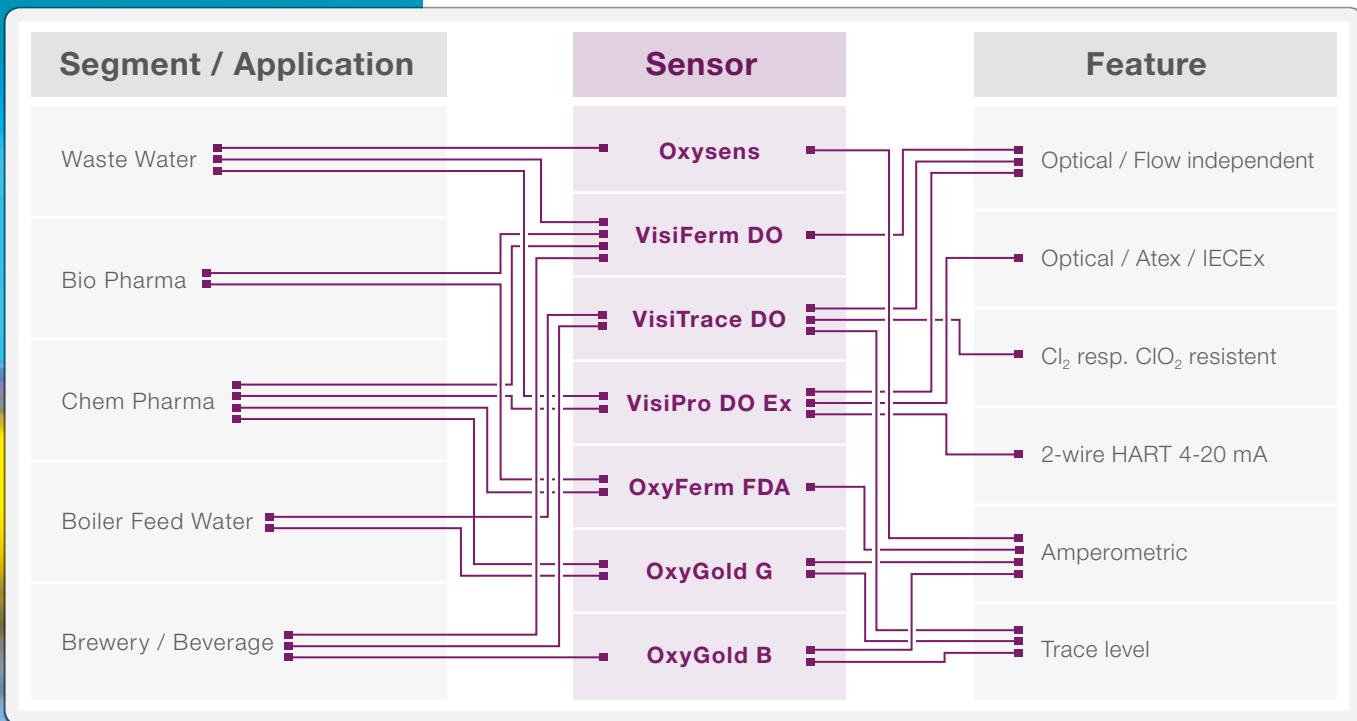 Segment / Application
Sensor
Feature
Waste Water
Bio Pharma
Chem Pharma
Boiler Feed Water
Brewery / Beverage
Oxysens
VisiFerm DO
VisiTrace DO
VisiPro DO Ex
OxyFerm FDA
OxyGold G
OxyGold B
Optical / Flow independent
Optical / Atex / IECEx
Cl₂ resp. ClO₂ resistent
2-wire HART 4-20 mA
Amperometric
Trace level